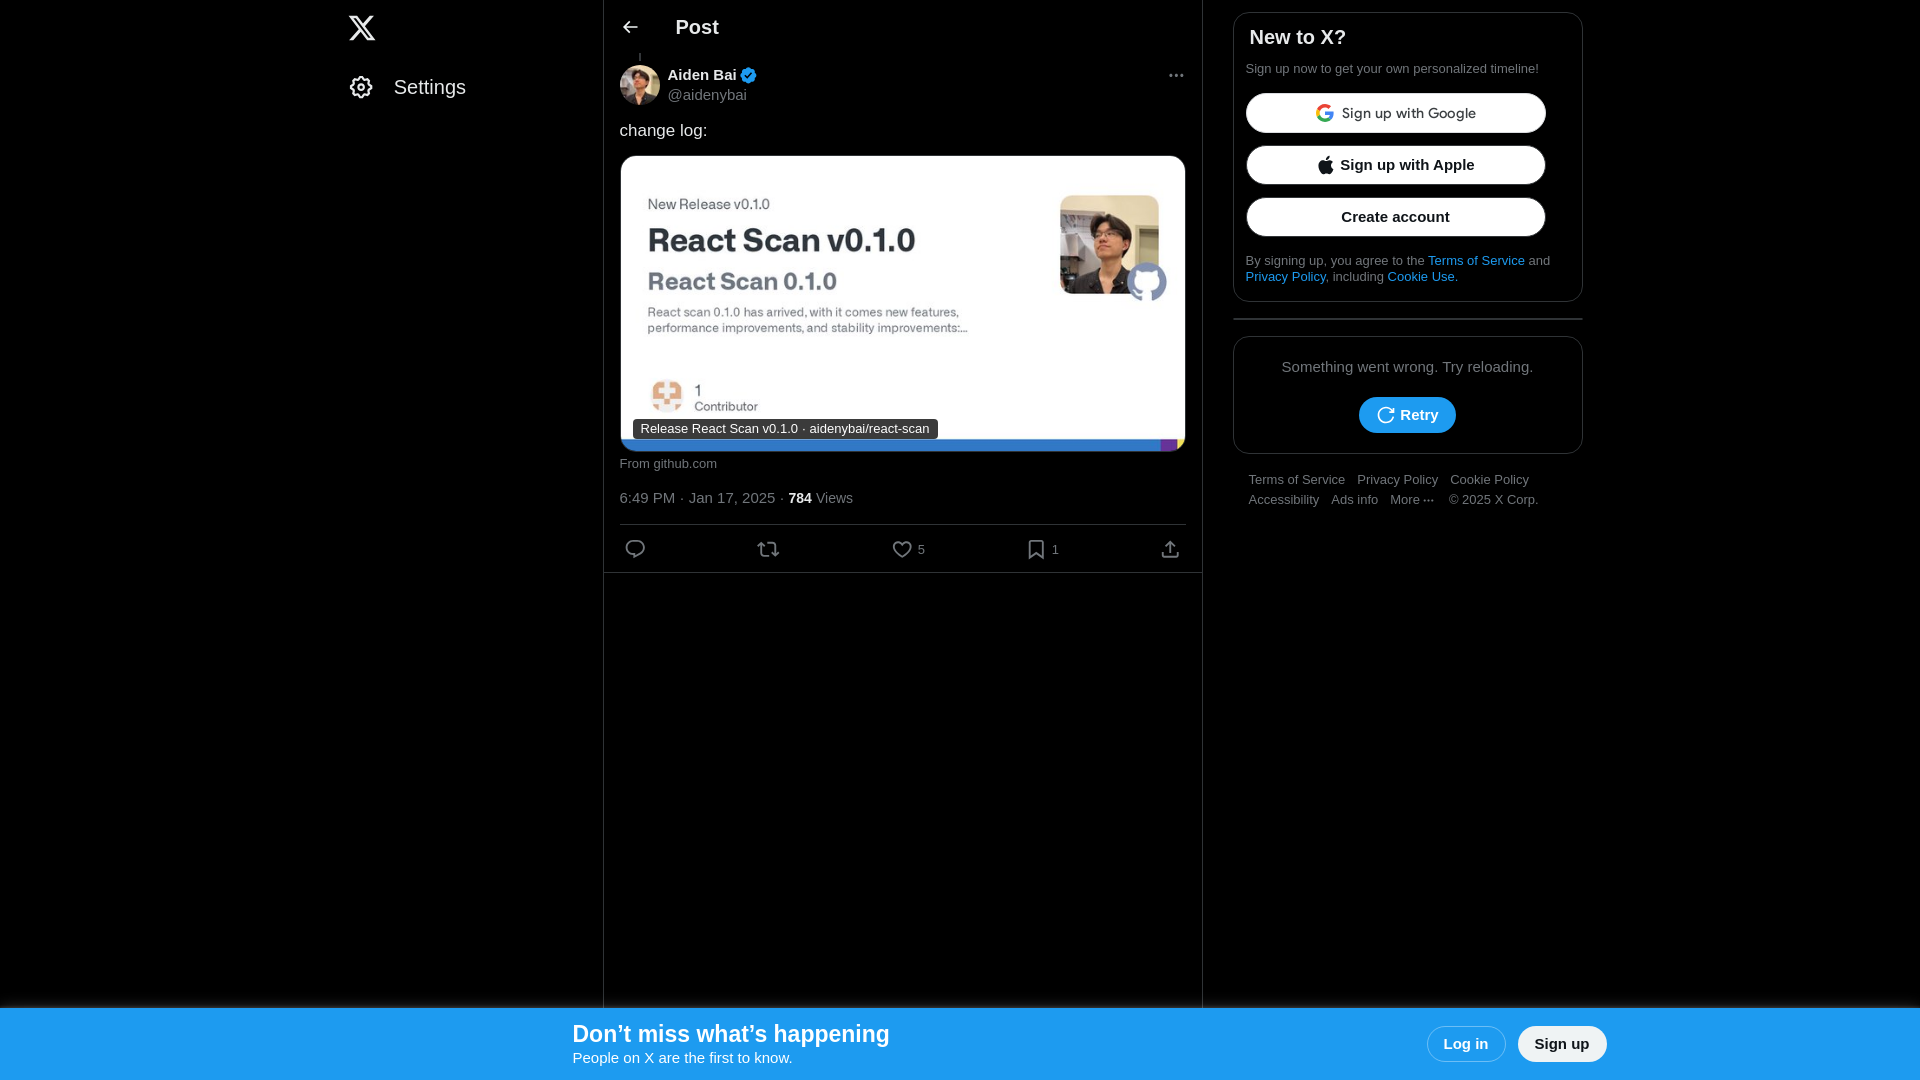 Settings
Post
Aiden Bai
@aidenybai
change log:
New Release v0.1.0
React Scan v0.1.0
React Scan 0.1.0
React scan 0.1.0 has arrived, with it comes new features,
performance improvements, and stability improvements:...
1
Contributor
Release React Scan v0.1.0 · aidenybai/react-scan
From github.com
6:49 PM · Jan 17, 2025 · 784 Views
5
1
New to X?
Sign up now to get your own personalized timeline!
Sign up with Google
Sign up with Apple
Create account
By signing up, you agree to the Terms of Service and
Privacy Policy, including Cookie Use.
Something went wrong. Try reloading.
Retry
Terms of Service Privacy Policy Cookie Policy
Accessibility Ads info More ··· © 2025 X Corp.
Don’t miss what’s happening
People on X are the first to know.
Log in
Sign up